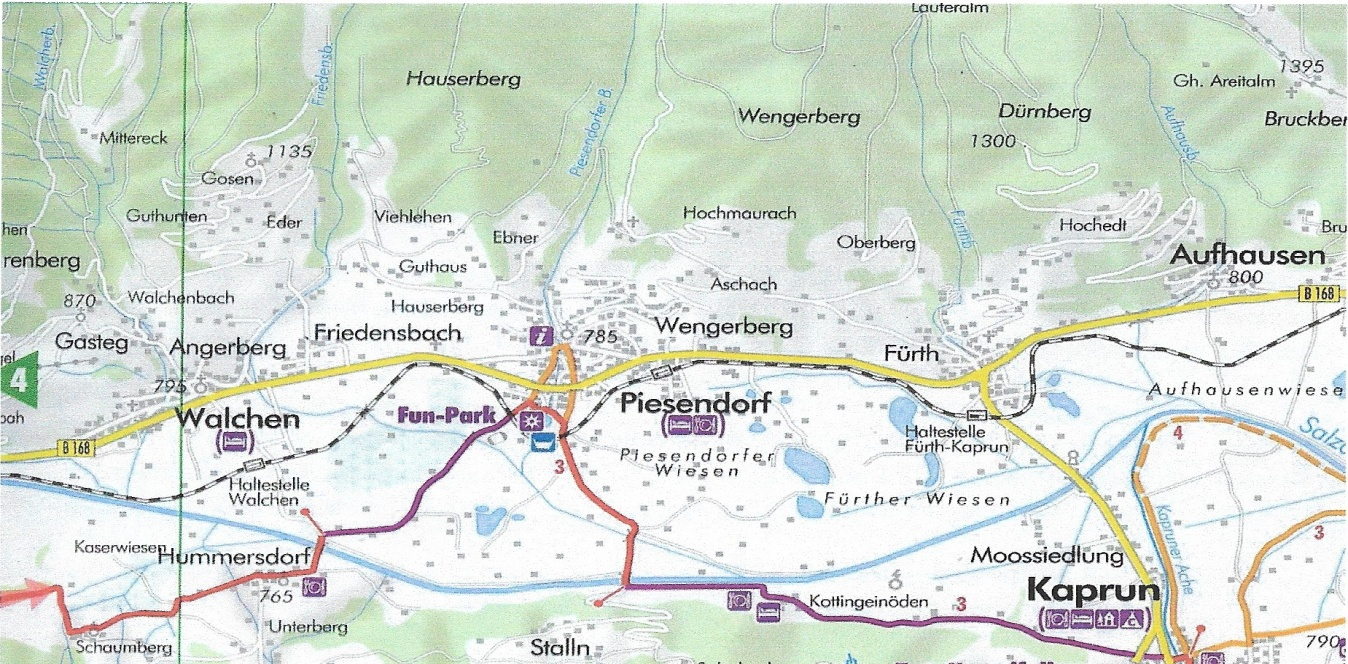 Lauteralm
Walcherb.
Friedensb.
Hauserberg
Piesendorfer B.
Wengerberg
Dürnberg
1300
Gh. Areitalm
1395
Aufhausb.
Mittereck
1135
Gosen
Guthunten
Eder
Viehlehen
Ebner
Hochmaurach
Oberberg
Fürthb.
Hochedt
Aufhausen
800
renberg
Guthaus
Aschach
B 168
870
Walchenbach
Hauserberg
Gasteg
Angerberg
Friedensbach
785
Wengerberg
Fürth
4
795
Walchen
Fun-Park
Piesendorf
Aufhausenwiese
B 168
Haltestelle
Fürth-Kaprun
4
Piesendorfer
Wiesen
3
Haltestelle
Walchen
Fürther Wiesen
Kapruner Ache
3
Kaserwiesen
Hummersdorf
Moossiedlung
765
Kaprun
Kottingeinöden
3
Unterberg
Schaumberg
Stalln
790